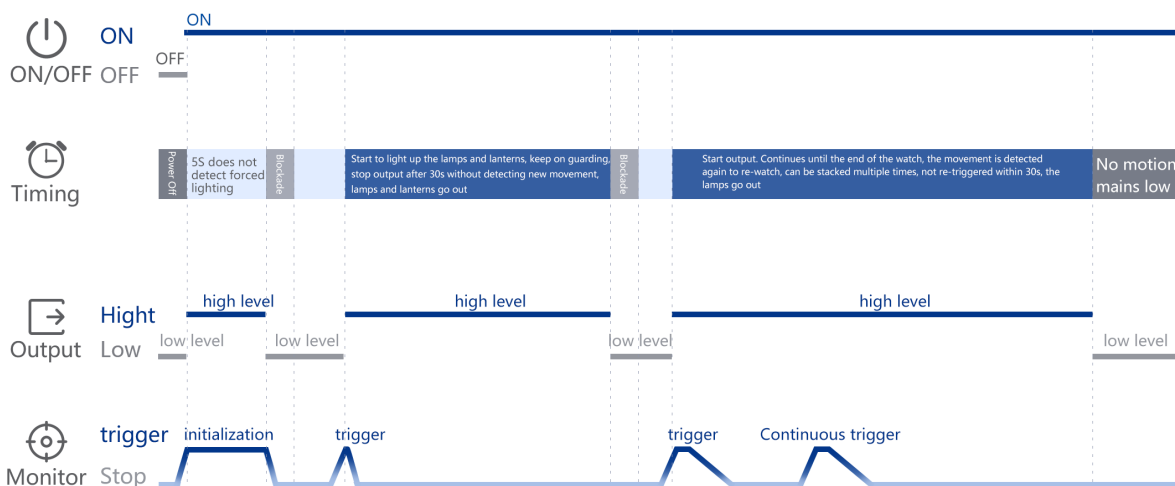 ON
ON
OFF
ON/OFF OFF
Power Off
5S does not
detect forced
lighting
Blockade
Start to light up the lamps and lanterns, keep on guarding,
stop output after 30s without detecting new movement,
lamps and lanterns go out
Blockade
Start output. Continues until the end of the watch, the movement is detected
again to re-watch, can be stacked multiple times, not re-triggered within 30s, the
lamps go out
No motion
mains low
Timing
high level
high level
high level
Hight
low level
low level
low level
low level
Output Low
trigger initialization
trigger
trigger
Continuous trigger
Monitor Stop